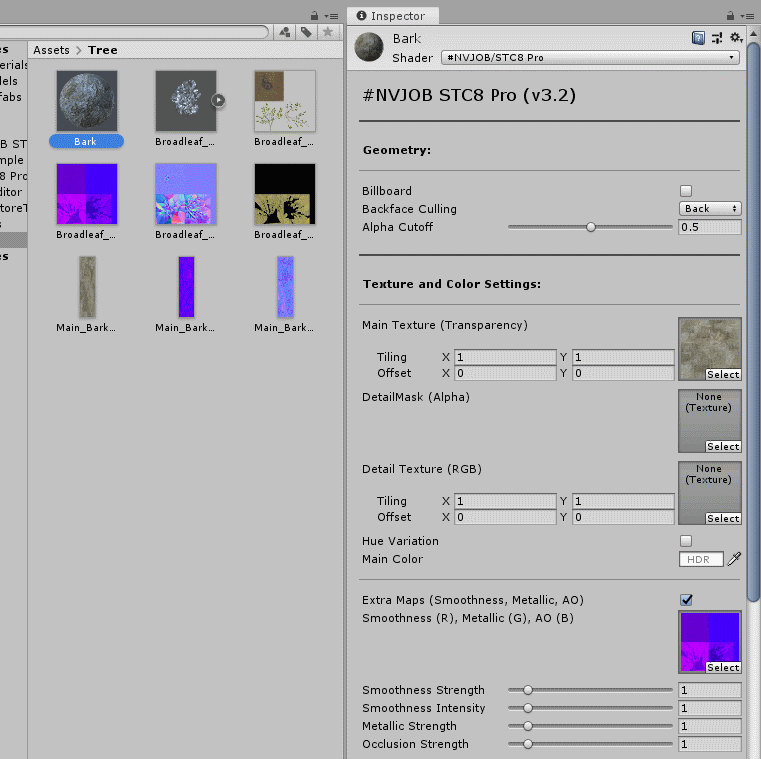 Inspector
Assets > Tree
es
erials
els
fabs
B ST
mple
8 Pro
ditor
toreT
s
es
Bark
Broadleaf_...
Broadleaf_...
Broadleaf_...
Broadleaf_...
Broadleaf_...
Main_Bark...
Main_Bark...
Main_Bark...
Bark
Shader #NVJOB/STC8 Pro
#NVJOB STC8 Pro (v3.2)
Geometry:
Billboard
Backface Culling Back
Alpha Cutoff 0.5
Texture and Color Settings:
Main Texture (Transparency)
Tiling X 1 Y 1
Offset X 0 Y 0
Select
DetailMask (Alpha)
None
(Texture)
Select
Detail Texture (RGB)
None
(Texture)
Tiling X 1 Y 1
Offset X 0 Y 0
Select
Hue Variation
Main Color HDR
Extra Maps (Smoothness, Metallic, AO)
Smoothness (R), Metallic (G), AO (B)
Select
Smoothness Strength 1
Smoothness Intensity 1
Metallic Strength 1
Occlusion Strength 1